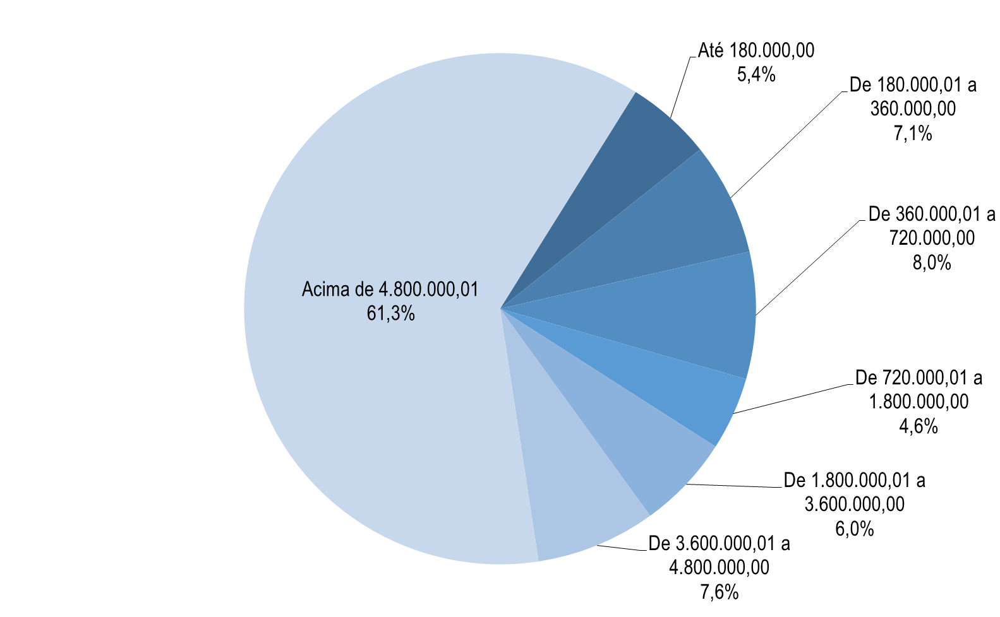 Até 180.000,00
5,4%
De 180.000,01 a
360.000,00
7,1%
De 360.000,01 a
720.000,00
8,0%
Acima de 4.800.000,01
61,3%
De 720.000,01 a
1.800.000,00
4,6%
De 1.800.000,01 a
3.600.000,00
6,0%
De 3.600.000,01 a
4.800.000,00
7,6%